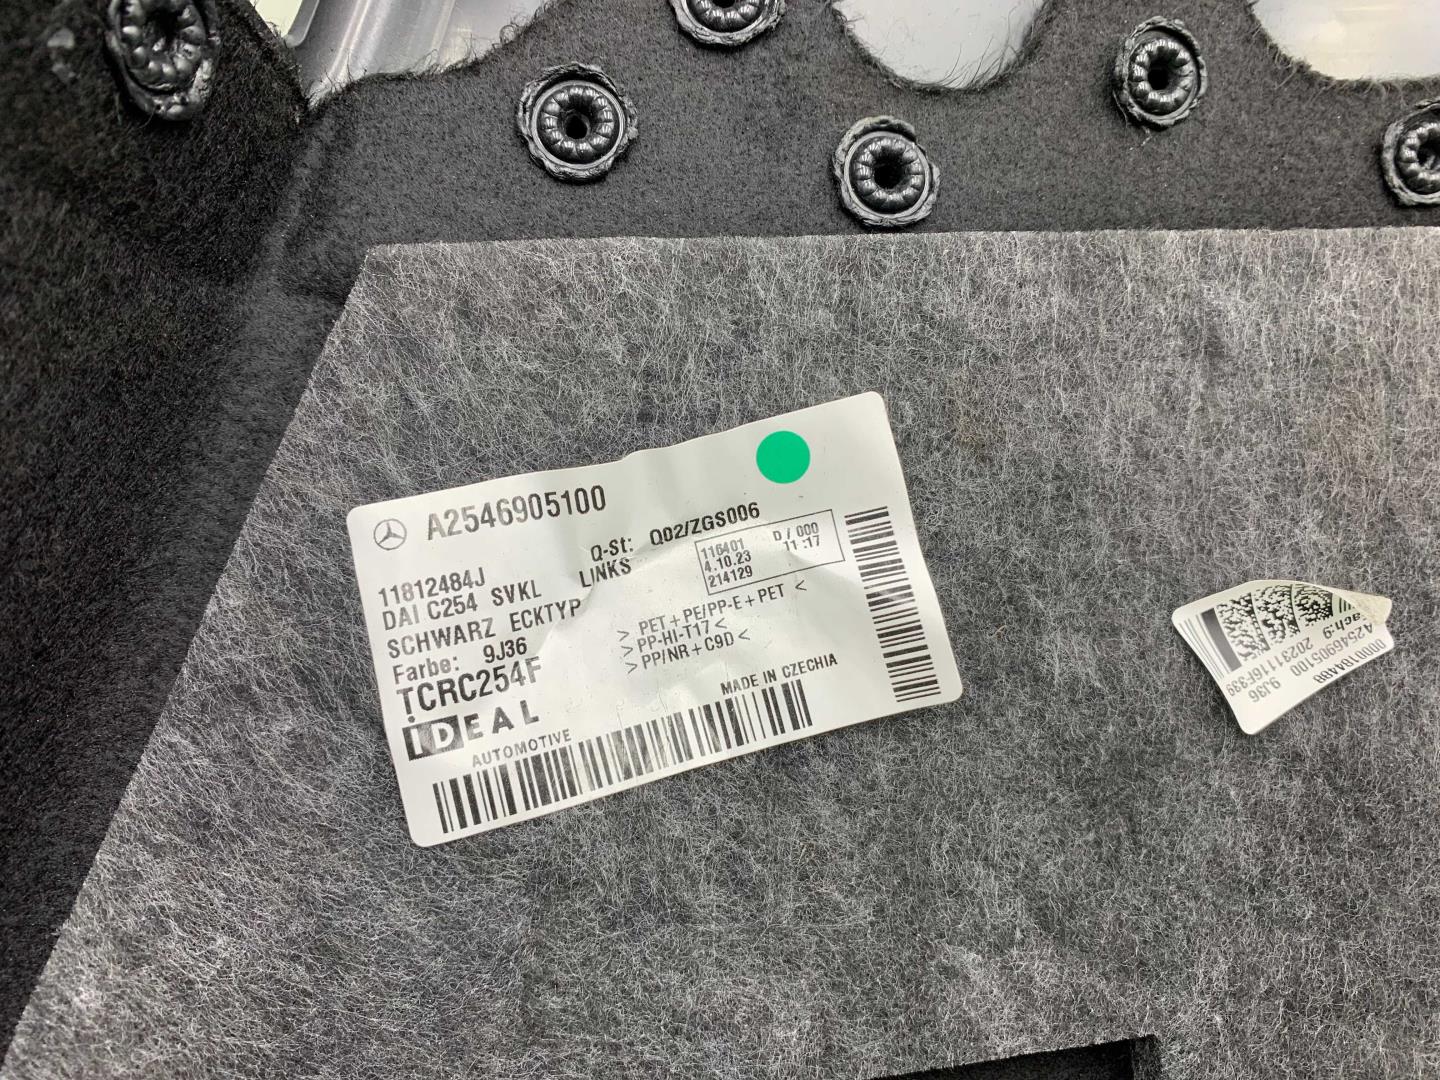 A2546905100
Q-St: Q02/ZGS006
11812484J
DAI C254 SVKL LINKS
SCHWARZ ECKTYP
Farbe: 9J36
TCRC254F
iDEAL
AUTOMOTIVE
116401 D / 000
4.10.23 11:17
214129
> PET+PE/PP-E+PET <
>PP-HI-T17<
>PP/NR+C9D<
MADE IN CZECHIA
A2546905100 9J36
20231116F339